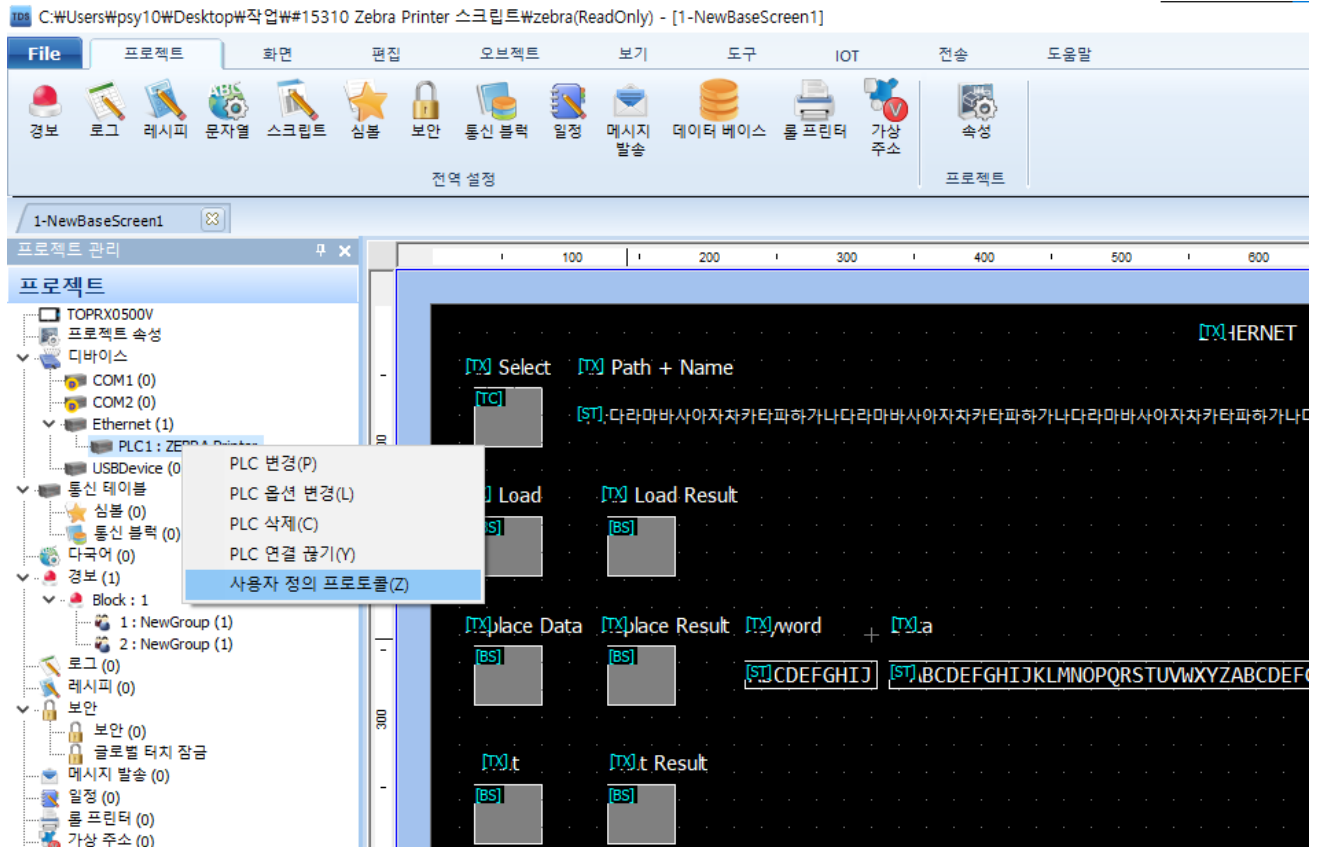 TDS C:₩Users₩psy10₩Desktop₩작업₩#15310 Zebra Printer 스크립트₩zebra(ReadOnly) - [1-NewBaseScreen1]
File 프로젝트 화면 편집 오브젝트 보기 도구 IOT 전송 도움말
경보 로그 레시피 문자열 스크립트 심볼 보안 통신 블럭 일정 메시지 발송 데이터 베이스 롤 프린터 가상 주소 속성
전역 설정 프로젝트
1-NewBaseScreen1
프로젝트 관리
100 200 300 400 500 600
프로젝트
TOPRX0500V
프로젝트 속성
디바이스
COM1 (0)
COM2 (0)
Ethernet (1)
PLC1 : ZEBRA Printer
USBDevice (0
통신 테이블
심볼 (0)
통신 블럭 (0)
다국어 (0)
경보 (1)
Block : 1
1 : NewGroup (1)
2 : NewGroup (1)
로그 (0)
레시피 (0)
보안
보안 (0)
글로벌 터치 잠금
메시지 발송 (0)
일정 (0)
롤 프린터 (0)
가상 주소 (0)
PLC 변경(P)
PLC 옵션 변경(L)
PLC 삭제(C)
PLC 연결 끊기(Y)
사용자 정의 프로토콜(Z)
300
[TX] HERNET
[TX] Select [TX] Path + Name
[TC]
[ST] 다라마바사아자차카타파하가나다라마바사아자차카타파하가나다라마바사아자차카타파하가나다
Load [TX] Load Result
[BS] [BS]
[TX]place Data [TX]place Result [TX]yword [TX]a
[BS] [BS] [ST]CDEFGHIJ [ST]ABCDEFGHIJKLMNOPQRSTUVWXYZABCDEF
[TX]t [TX]t Result
[BS] [BS]